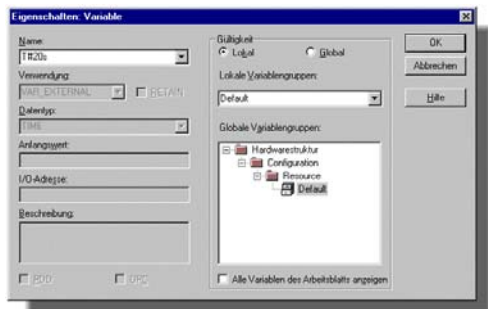 Eigenschaften: Variable
Name:
T#20s
Verwendung:
VAR_EXTERNAL
RETAIN
Datentyp:
TIME
Anfangswert:
I/O-Adresse:
Beschreibung:
PDD
OPC
Gültigkeit
Lokal
Global
Lokale Variablengruppen:
Default
Globale Variablengruppen:
Hardwarestruktur
Configuration
Resource
Default
Alle Variablen des Arbeitsblatts anzeigen
OK
Abbrechen
Hilfe